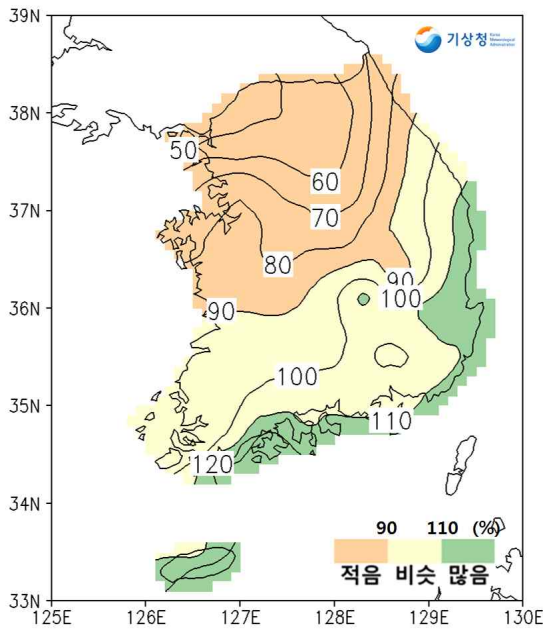 39N
기상청
Korea Meteorological Administration
38N
50
60
37N
70
80
90
36N
90
100
100
35N
110
120
34N
90 110 (%)
적음 비슷 많음
33N
125E 126E 127E 128E 129E 130E